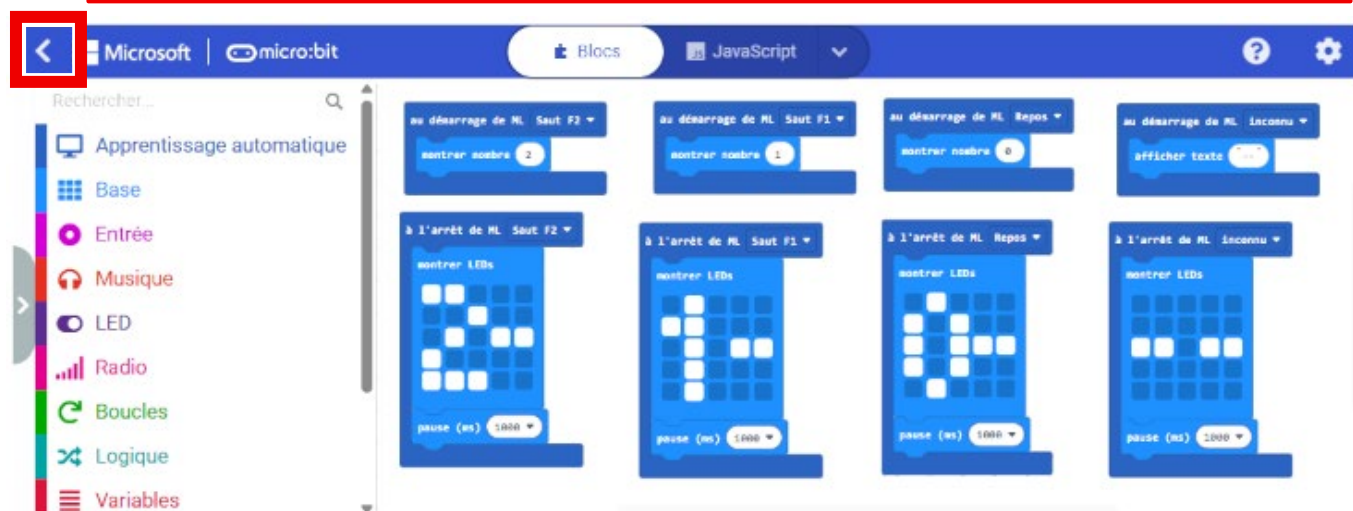 Microsoft | micro:bit
Blocs
JS JavaScript
?
Rechercher...
Apprentissage automatique
Base
Entrée
Musique
LED
Radio
Boucles
Logique
Variables
au démarrage de ML Saut F2
montrer nombre 2
au démarrage de ML Saut F1
montrer nombre 1
au démarrage de ML Repos
montrer nombre 0
au démarrage de ML inconnu
afficher texte "--"
à l'arrêt de ML Saut F2
montrer LEDs
pause (ms) 1000
à l'arrêt de ML Saut F1
montrer LEDs
pause (ms) 1000
à l'arrêt de ML Repos
montrer LEDs
pause (ms) 1000
à l'arrêt de ML inconnu
montrer LEDs
pause (ms) 1000